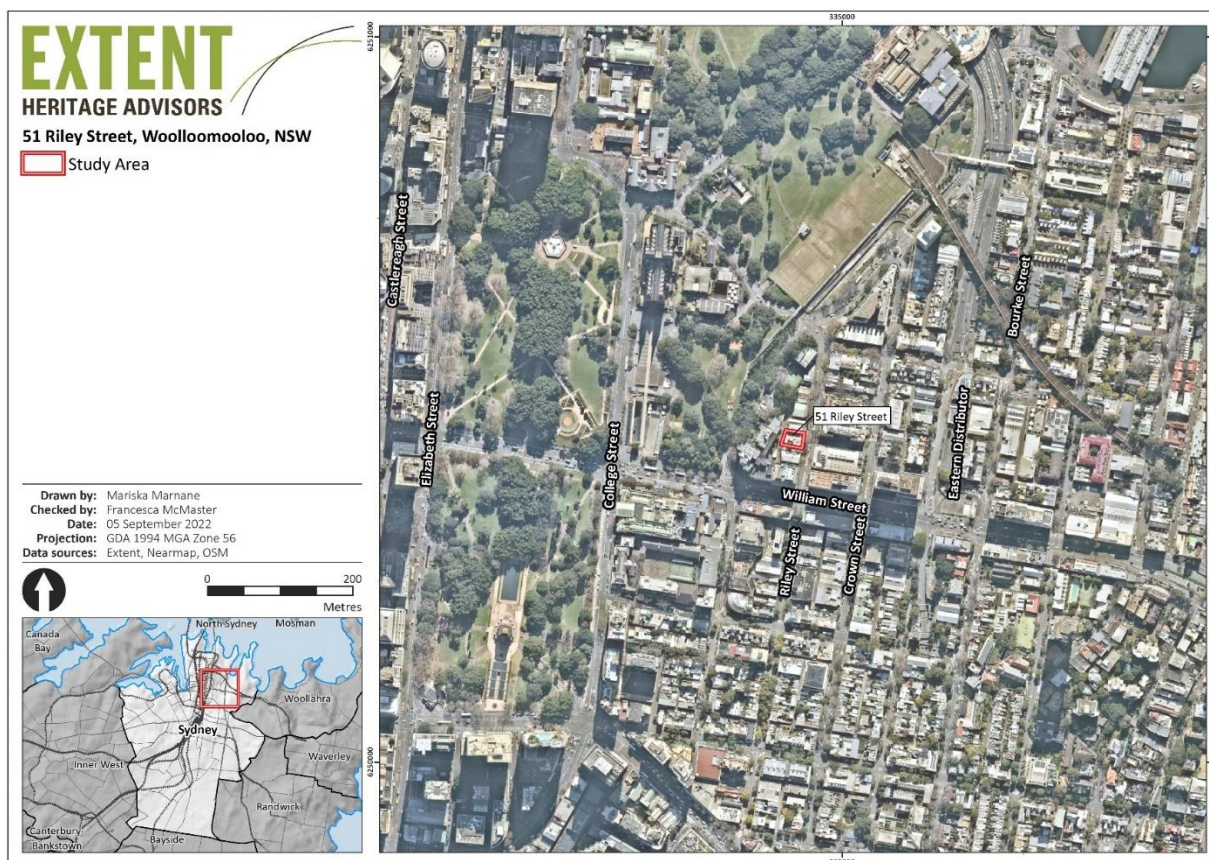 EXTENT
HERITAGE ADVISORS
51 Riley Street, Woolloomooloo, NSW
Study Area
Drawn by: Mariska Marnane
Checked by: Francesca McMaster
Date: 05 September 2022
Projection: GDA 1994 MGA Zone 56
Data sources: Extent, Nearmap, OSM
0 200
Metres
North Sydney
Mosman
Canada
Bay
Woollahra
Sydney
Inner West
Waverley
Randwick
Canterbury
Bankstown
Bayside
335000
6251000
Castlereagh Street
Elizabeth Street
College Street
51 Riley Street
William Street
Riley Street
Crown Street
Eastern Distributor
Bourke Street
6250000